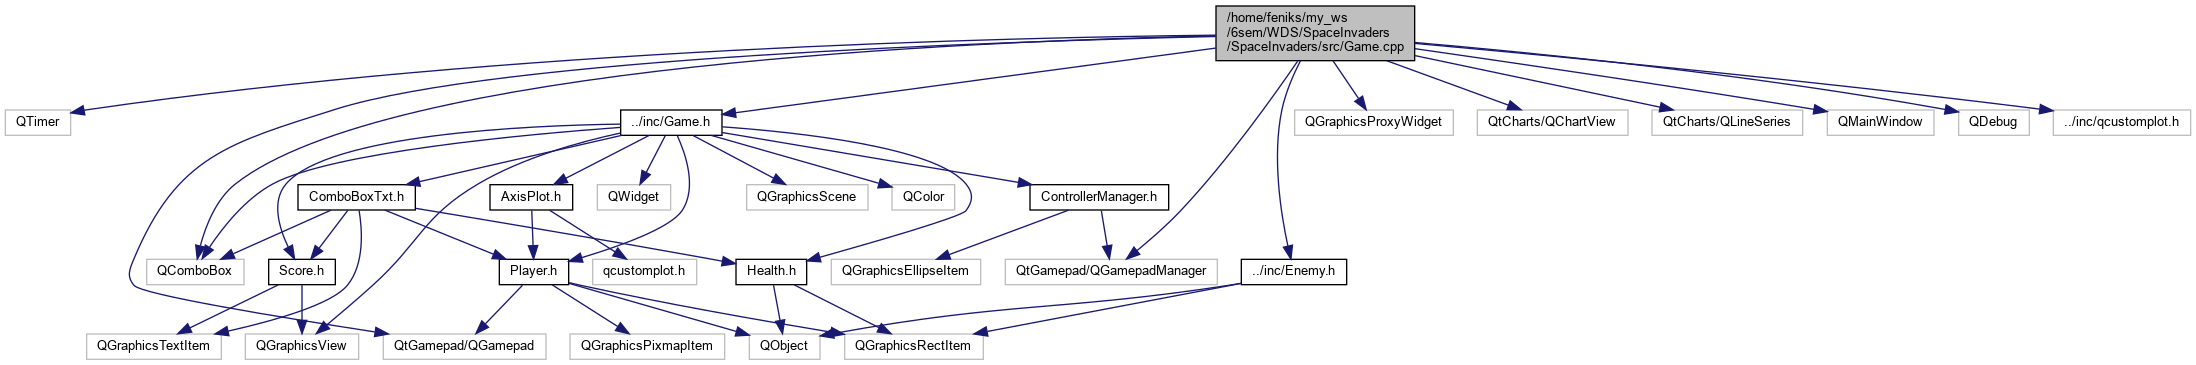 /home/feniks/my_ws
/6sem/WDS/SpaceInvaders
/SpaceInvaders/src/Game.cpp
QTimer
../inc/Game.h
QGraphicsProxyWidget
QtCharts/QChartView
QtCharts/QLineSeries
QMainWindow
QDebug
../inc/qcustomplot.h
ComboBoxTxt.h
AxisPlot.h
QWidget
QGraphicsScene
QColor
ControllerManager.h
QComboBox
Score.h
Player.h
qcustomplot.h
Health.h
QGraphicsEllipseItem
QtGamepad/QGamepadManager
../inc/Enemy.h
QGraphicsTextItem
QGraphicsView
QtGamepad/QGamepad
QGraphicsPixmapItem
QObject
QGraphicsRectItem